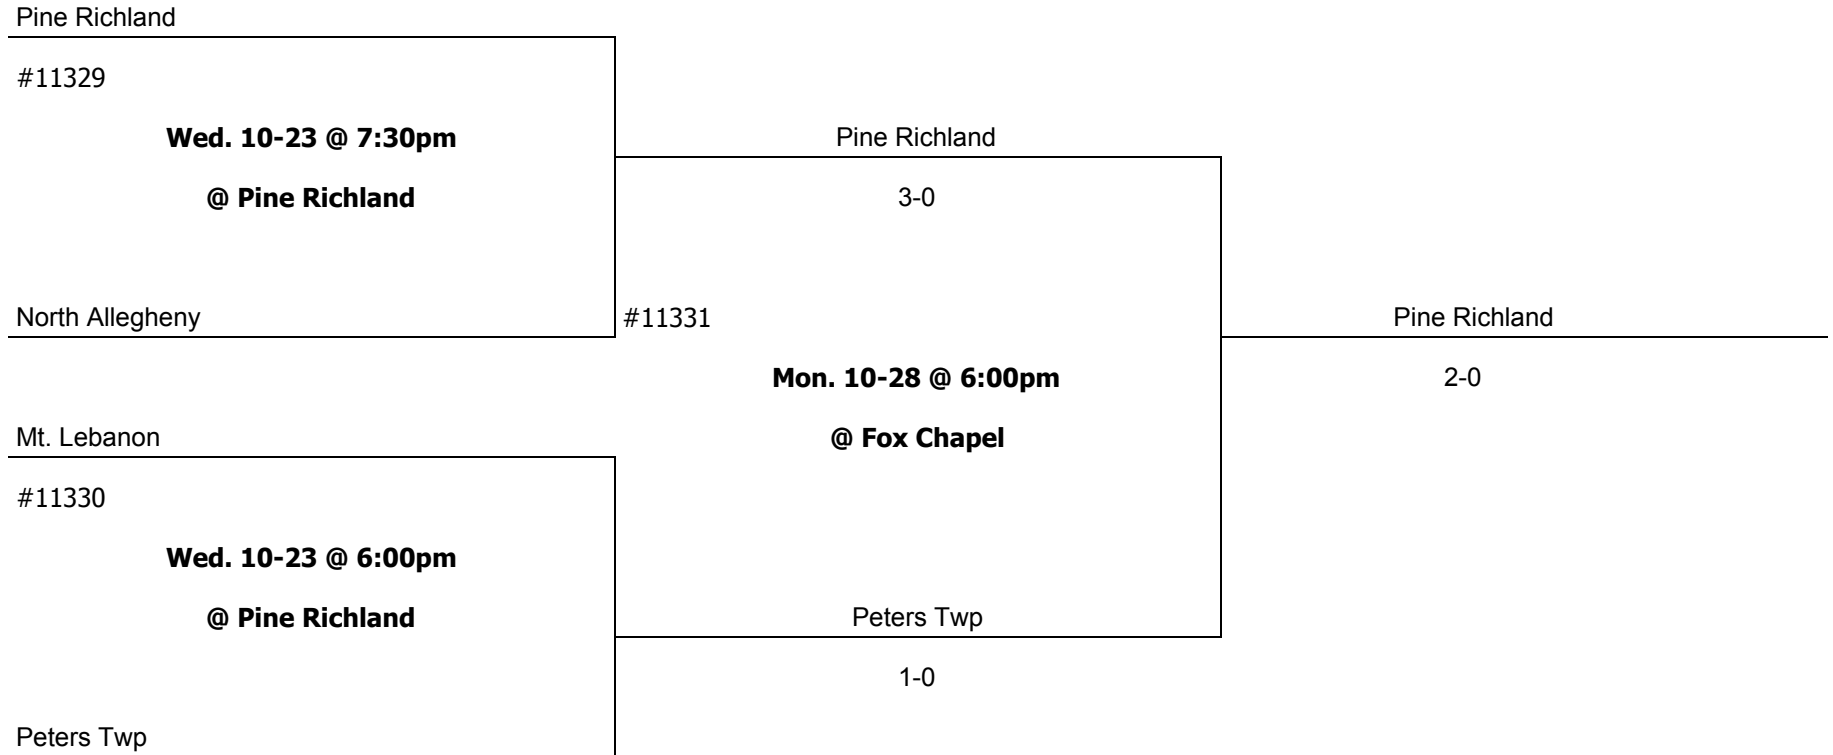 Pine Richland
#11329
Wed. 10-23 @ 7:30pm
Pine Richland
@ Pine Richland
3-0
North Allegheny
#11331
Pine Richland
Mon. 10-28 @ 6:00pm
2-0
Mt. Lebanon
@ Fox Chapel
#11330
Wed. 10-23 @ 6:00pm
@ Pine Richland
Peters Twp
1-0
Peters Twp